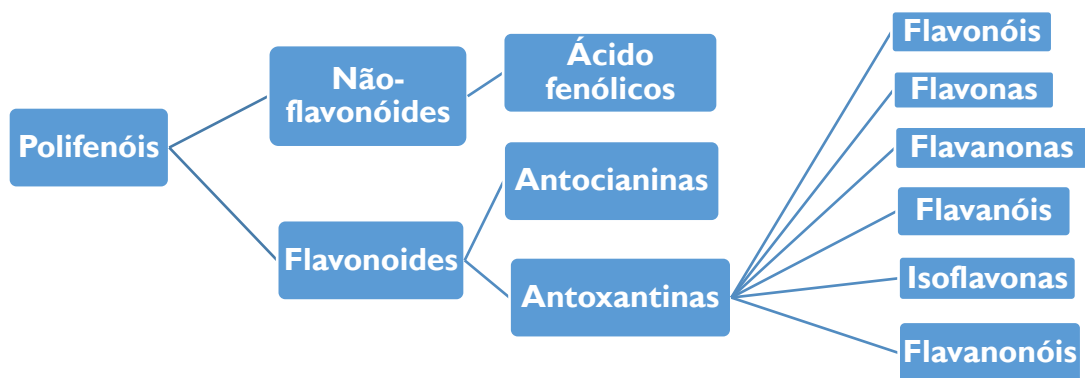 Polifenóis
Não-
flavonóides
Ácido
fenólicos
Flavonoides
Antocianinas
Antoxantinas
Flavonóis
Flavonas
Flavanonas
Flavanóis
Isoflavonas
Flavanonóis